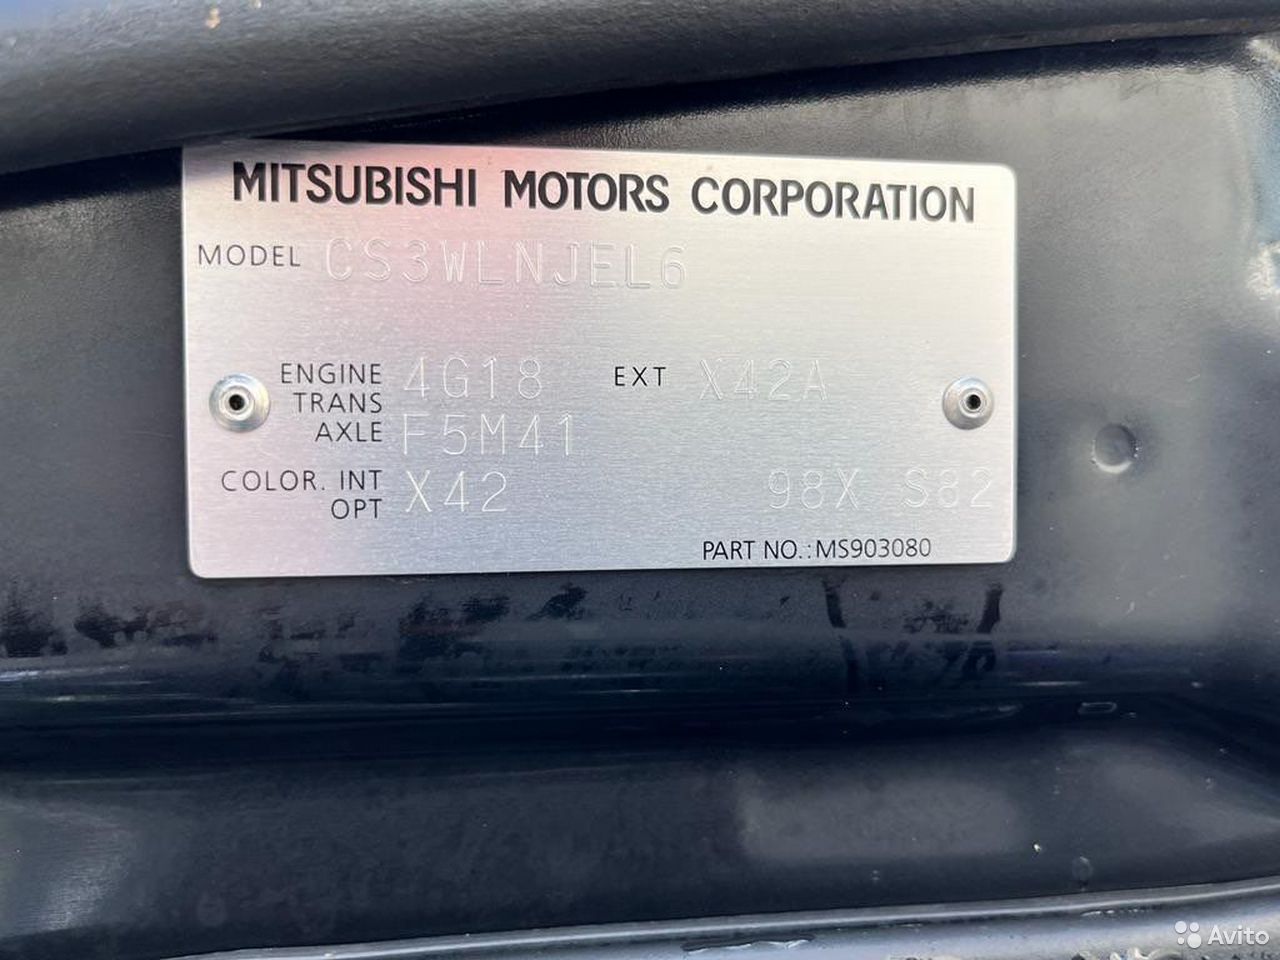 MITSUBISHI MOTORS CORPORATION
MODEL CS3WLNJEL6
ENGINE 4G18 EXT X42A
TRANS
AXLE F5M41
COLOR. INT X42 98X S82
OPT
PART NO.: MS903080
Avito